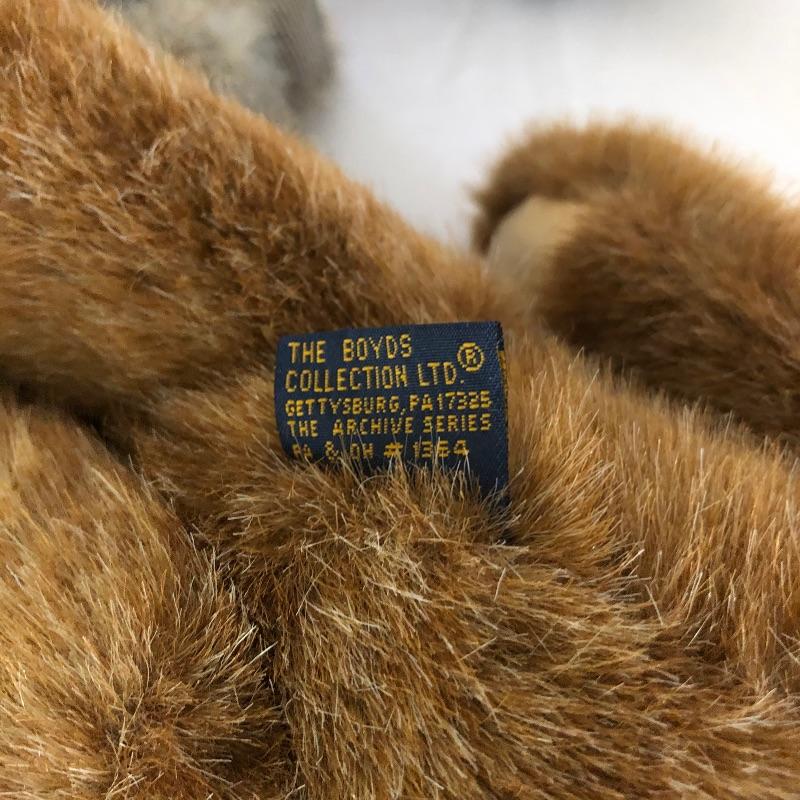 THE BOYDS
COLLECTION LTD.®
GETTYSBURG, PA 17325
THE ARCHIVE SERIES
PA & OH # 1364